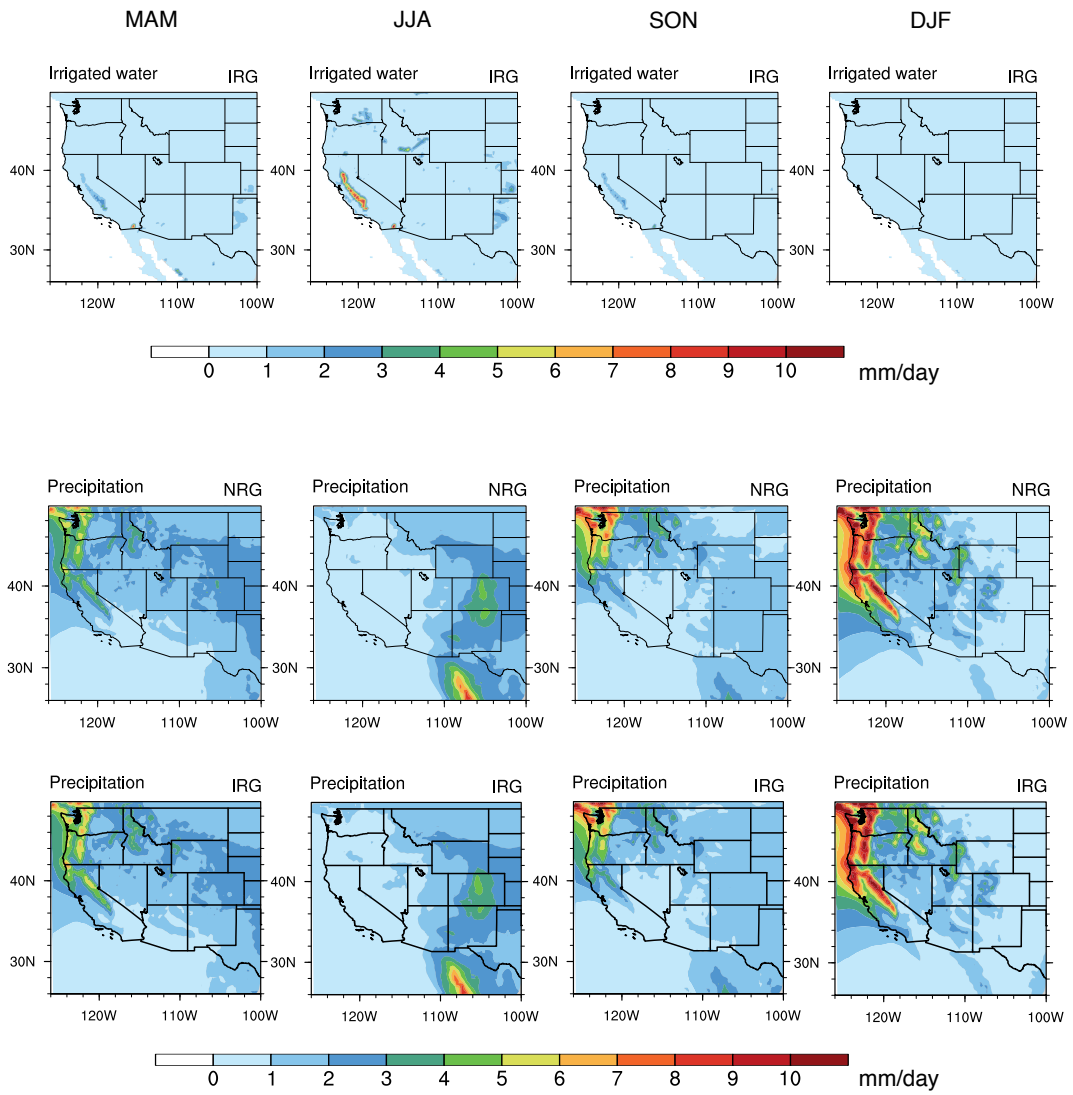 MAM JJA SON DJF
Irrigated water IRG Irrigated water IRG Irrigated water IRG Irrigated water IRG
40N 40N 40N 40N
30N 30N 30N 30N
120W 110W 100W 120W 110W 100W 120W 110W 100W 120W 110W 100W
0 1 2 3 4 5 6 7 8 9 10 mm/day
Precipitation NRG Precipitation NRG Precipitation NRG Precipitation NRG
40N 40N 40N 40N
30N 30N 30N 30N
120W 110W 100W 120W 110W 100W 120W 110W 100W 120W 110W 100W
Precipitation IRG Precipitation IRG Precipitation IRG Precipitation IRG
40N 40N 40N 40N
30N 30N 30N 30N
120W 110W 100W 120W 110W 100W 120W 110W 100W 120W 110W 100W
0 1 2 3 4 5 6 7 8 9 10 mm/day